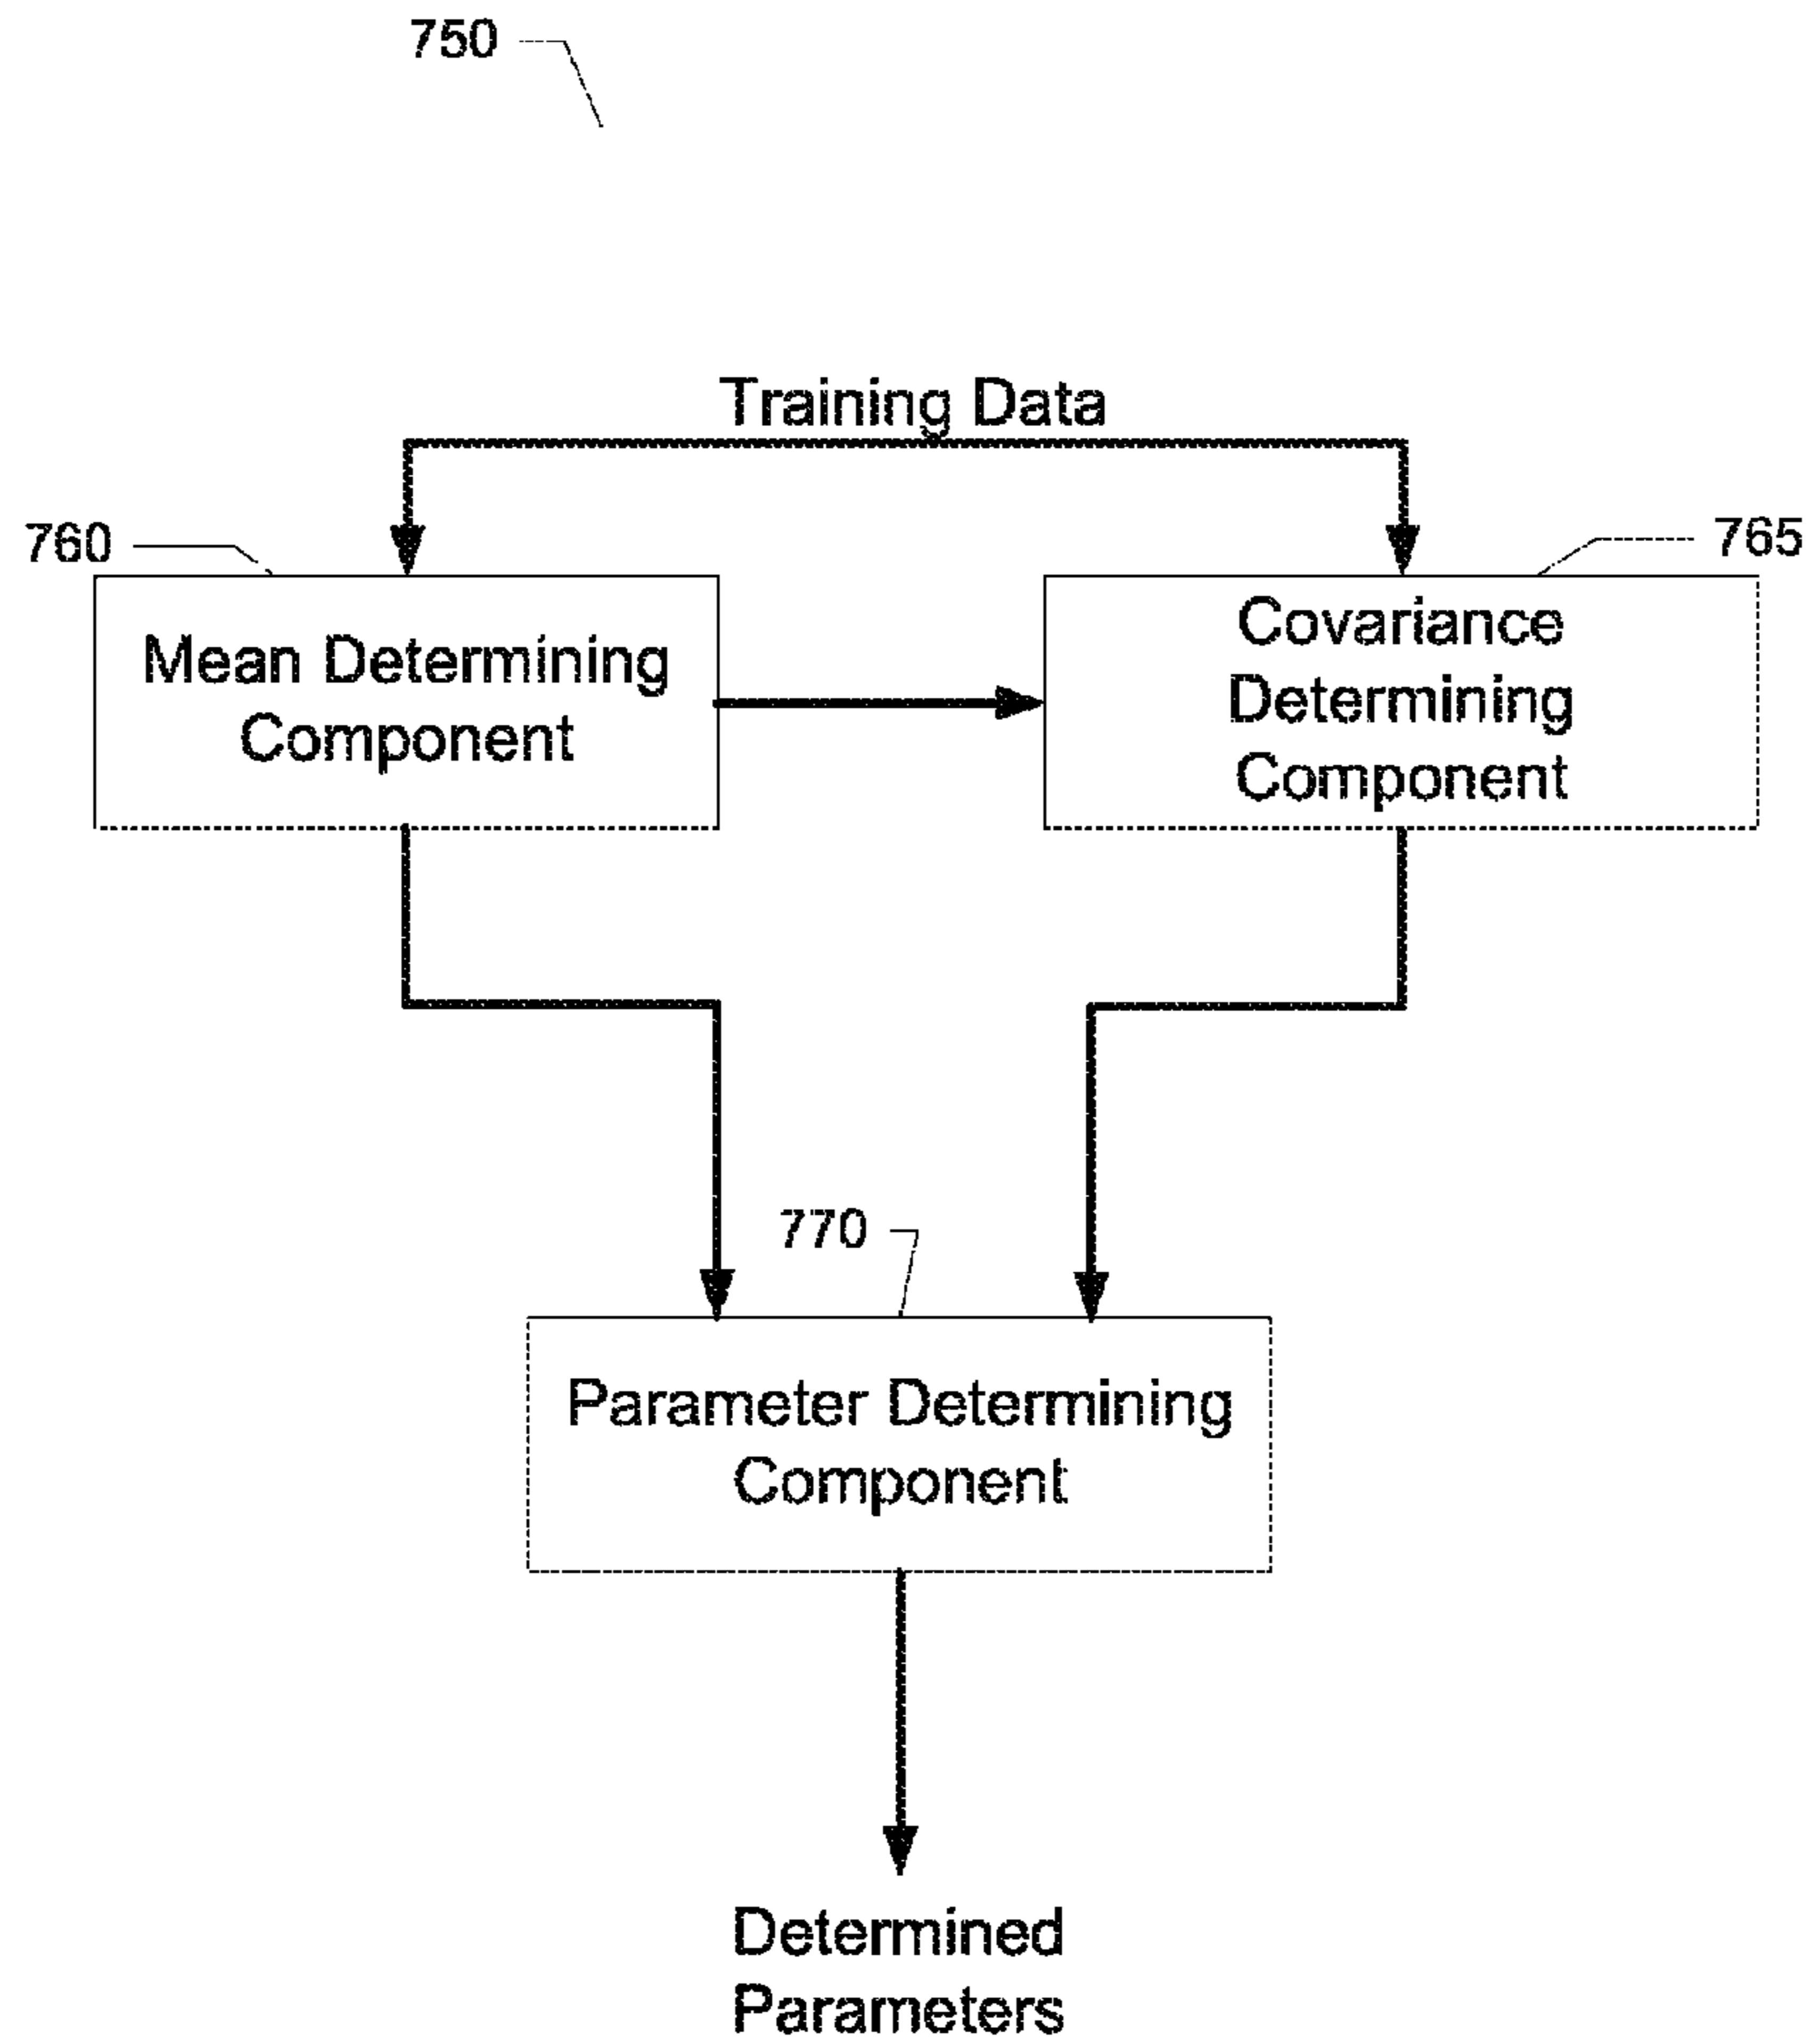 750
Training Data
760
765
Mean Determining
Component
Covariance
Determining
Component
770
Parameter Determining
Component
Determined
Parameters